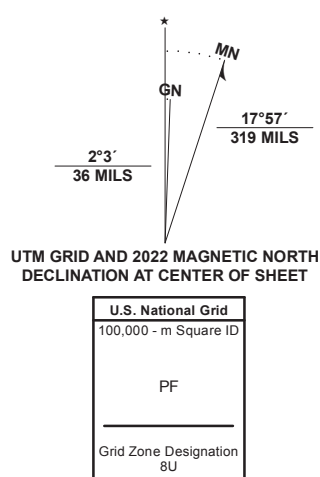 MN
GN
17°57´
319 MILS
2°3´
36 MILS
UTM GRID AND 2022 MAGNETIC NORTH
DECLINATION AT CENTER OF SHEET
U.S. National Grid
100,000 - m Square ID
PF
Grid Zone Designation
8U